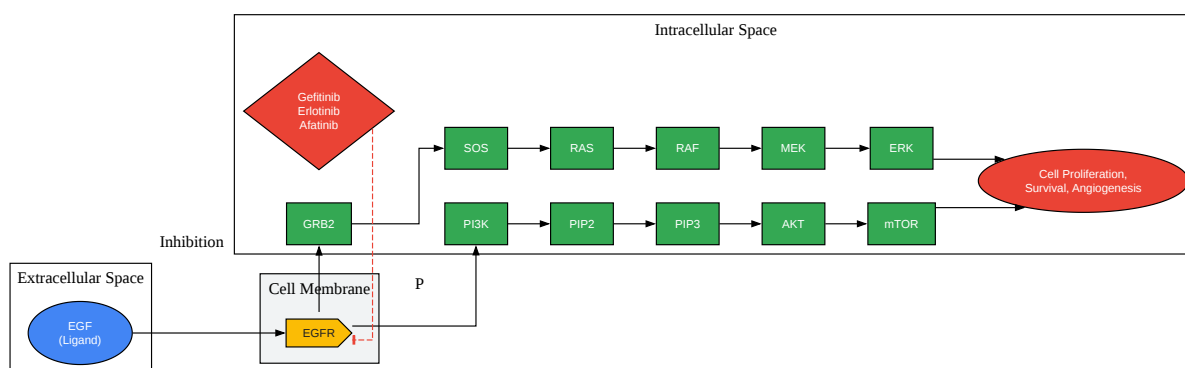 Intracellular Space
Gefitinib
Erlotinib
Afatinib
SOS
RAS
RAF
MEK
ERK
Cell Proliferation,
Survival, Angiogenesis
GRB2
PI3K
PIP2
PIP3
AKT
mTOR
Inhibition
Extracellular Space
Cell Membrane
P
EGF
(Ligand)
EGFR